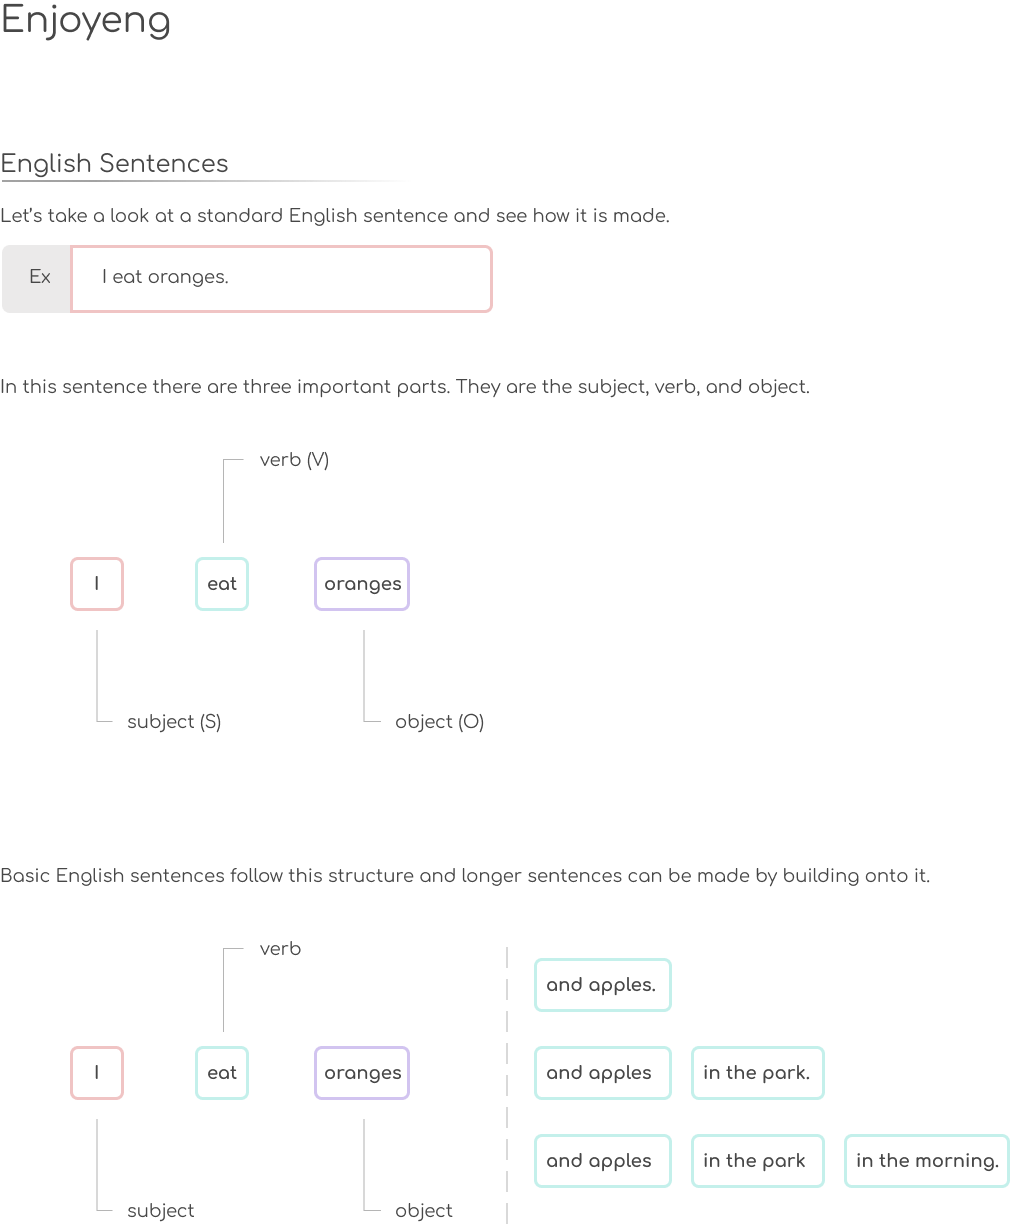 Enjoyeng
English Sentences
Let's take a look at a standard English sentence and see how it is made.
Ex I eat oranges.
In this sentence there are three important parts. They are the subject, verb, and object.
verb (V)
I eat oranges
subject (S) object (O)
Basic English sentences follow this structure and longer sentences can be made by building onto it.
verb
and apples.
I eat oranges and apples in the park.
and apples in the park in the morning.
subject object